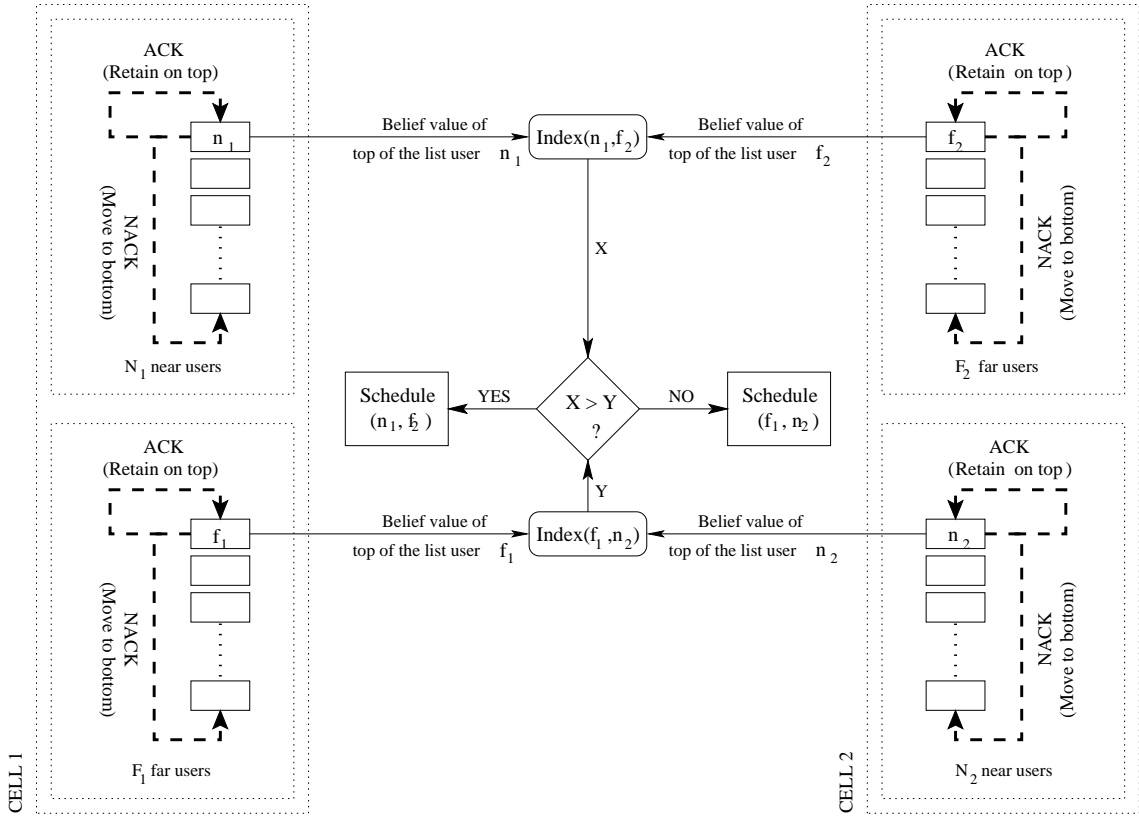 ACK
(Retain on top)
n1
NACK
(Move to bottom)
N1 near users
Belief value of
top of the list user n1
Index(n1,f2)
Belief value of
top of the list user f2
X
ACK
(Retain on top)
f2
NACK
(Move to bottom)
F2 far users
Schedule
(n1, f2)
YES
X > Y
?
NO
Schedule
(f1, n2)
Y
ACK
(Retain on top)
f1
NACK
(Move to bottom)
F1 far users
CELL 1
Belief value of
top of the list user f1
Index(f1,n2)
Belief value of
top of the list user n2
ACK
(Retain on top)
n2
NACK
(Move to bottom)
N2 near users
CELL 2